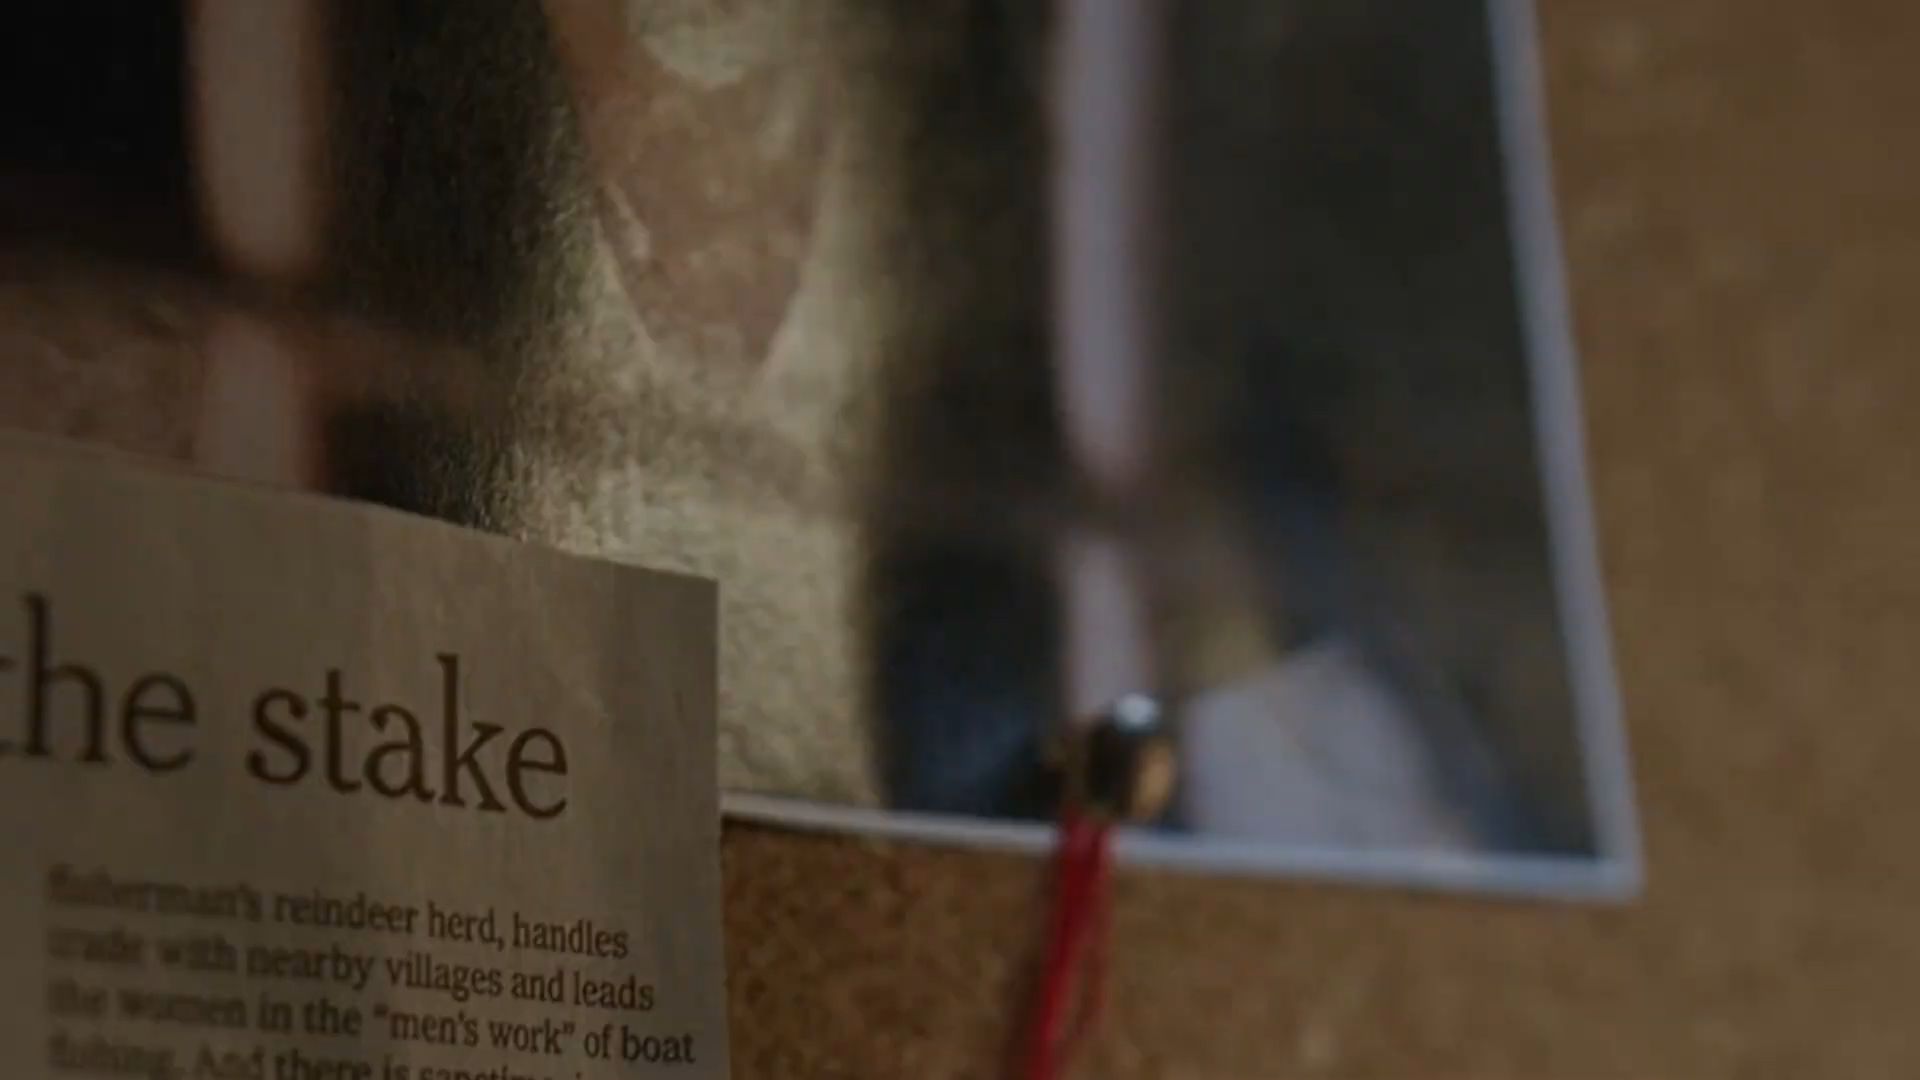 the stake
fisherman's reindeer herd, handles
trade with nearby villages and leads
the women in the "men's work" of boat
fishing. And there is